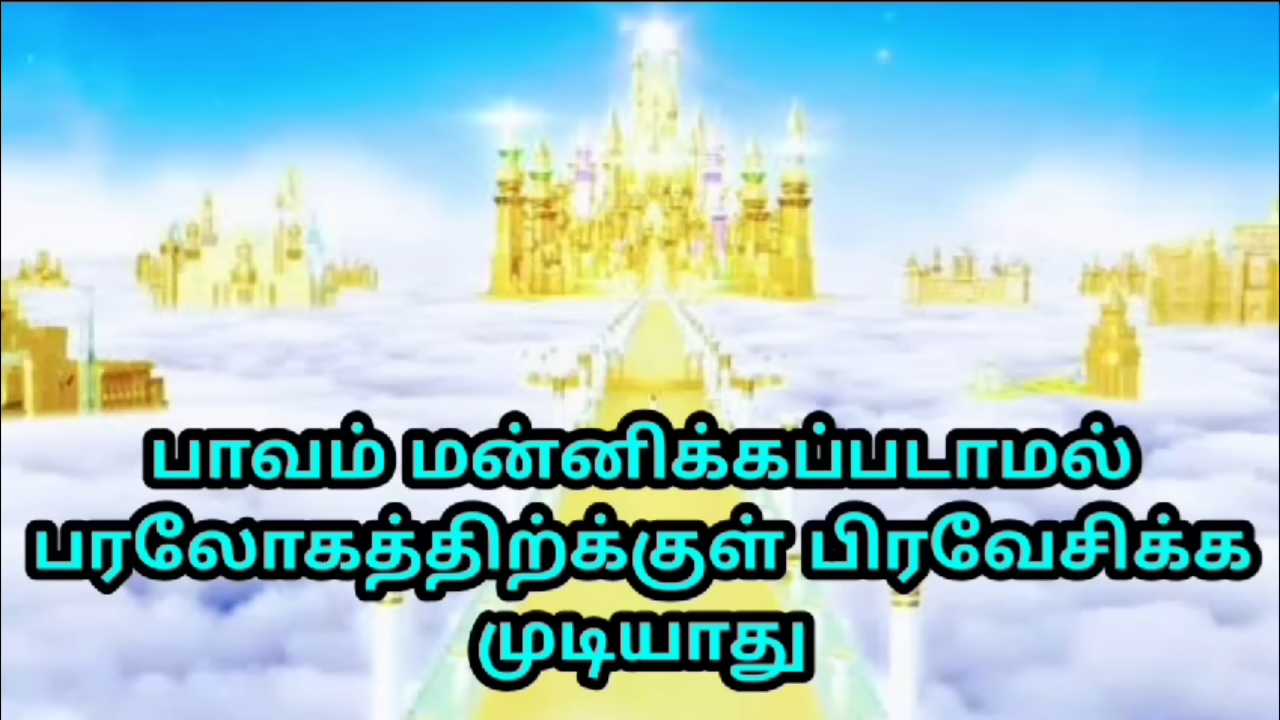 பாவம் மன்னிக்கப்படாமல்
பரலோகத்திற்க்குள் பிரவேசிக்க
முடியாது